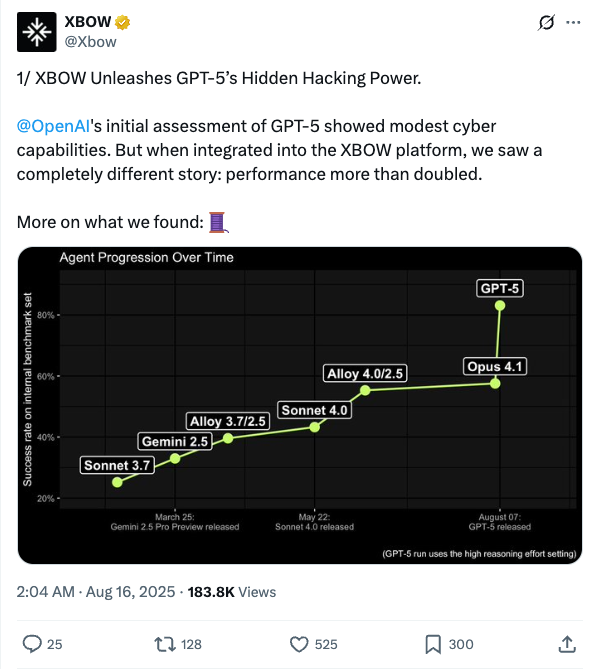 XBOW
@Xbow
1/ XBOW Unleashes GPT-5’s Hidden Hacking Power.
@OpenAI's initial assessment of GPT-5 showed modest cyber
capabilities. But when integrated into the XBOW platform, we saw a
completely different story: performance more than doubled.
More on what we found: 🧵
Agent Progression Over Time
Success rate on internal benchmark set
80%
60%
40%
20%
GPT-5
Opus 4.1
Alloy 4.0/2.5
Sonnet 4.0
Alloy 3.7/2.5
Gemini 2.5
Sonnet 3.7
March 25:
Gemini 2.5 Pro Preview released
May 22:
Sonnet 4.0 released
August 07:
GPT-5 released
(GPT-5 run uses the high reasoning effort setting)
2:04 AM · Aug 16, 2025 · 183.8K Views
25
128
525
300